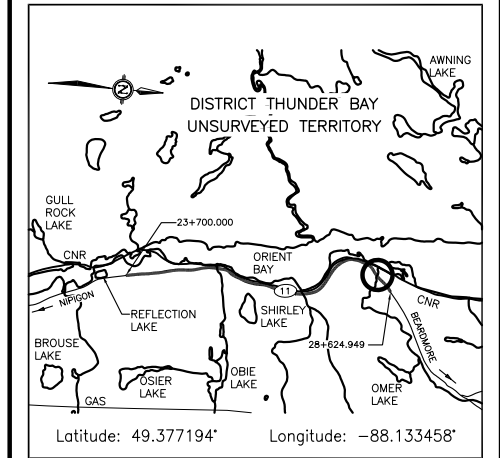 AWNING
LAKE
N
DISTRICT THUNDER BAY
UNSURVEYED TERRITORY
GULL
ROCK
LAKE
23+700.000
CNR
ORIENT
BAY
11
CNR
NIPIGON
REFLECTION
LAKE
SHIRLEY
LAKE
BEARDMORE
28+624.949
BROUSE
LAKE
OSIER
LAKE
OBIE
LAKE
OMER
LAKE
GAS
Latitude: 49.377194°
Longitude: -88.133458°